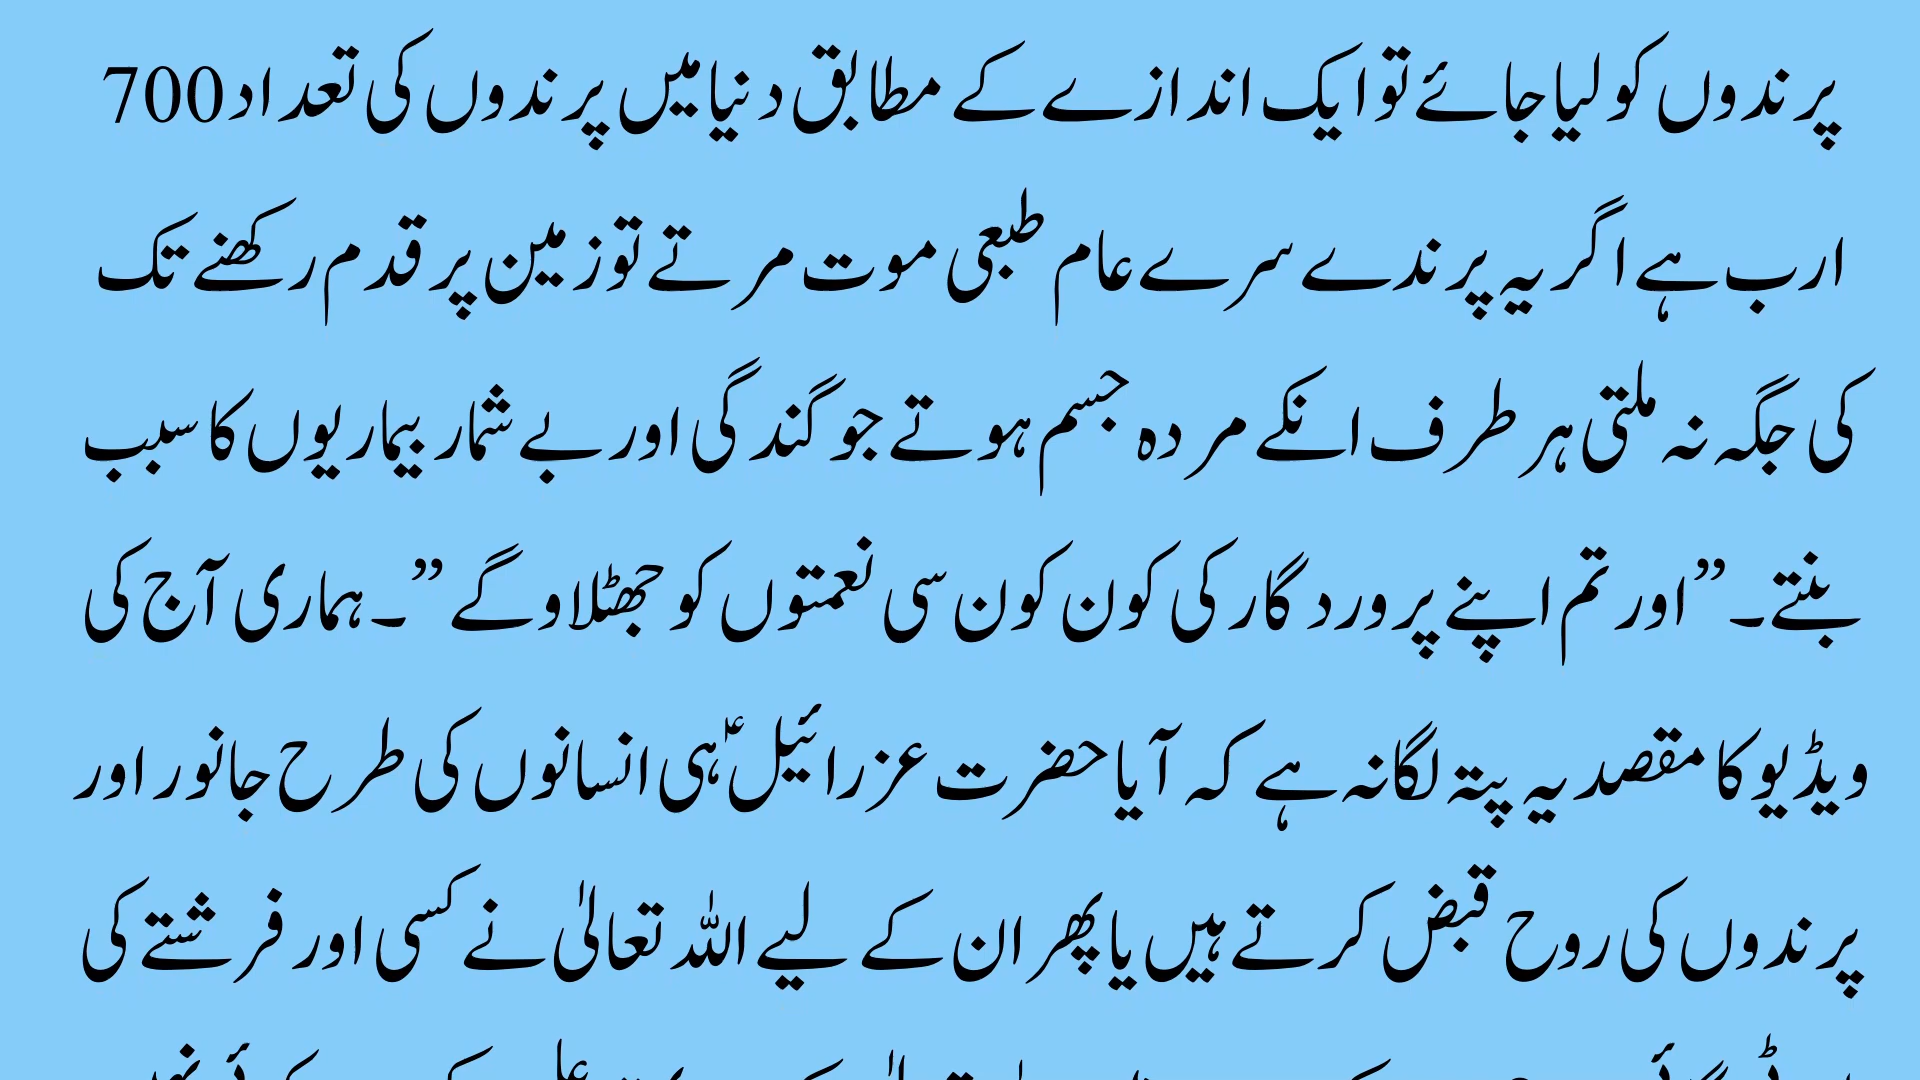 پرندوں کو لیا جائے تو ایک اندازے کے مطابق دنیا میں پرندوں کی تعداد 700
ارب ہے اگر یہ پرندے سرے عام طبعی موت مرتے تو زمین پر قدم رکھنے تک
کی جگہ نہ ملتی ہر طرف انکے مردہ جسم ہوتے جو گندگی اور بے شمار بیماریوں کا سبب
بنتے۔”اور تم اپنے پروردگار کی کون کون سی نعمتوں کو جھٹلاو گے”۔ہماری آج کی
ویڈیو کا مقصد یہ پتہ لگانہ ہے کہ آیا حضرت عزرائیلؑ ہی انسانوں کی طرح جانور اور
پرندوں کی روح قبض کرتے ہیں یا پھر ان کے لیے اللہ تعالیٰ نے کسی اور فرشتے کی